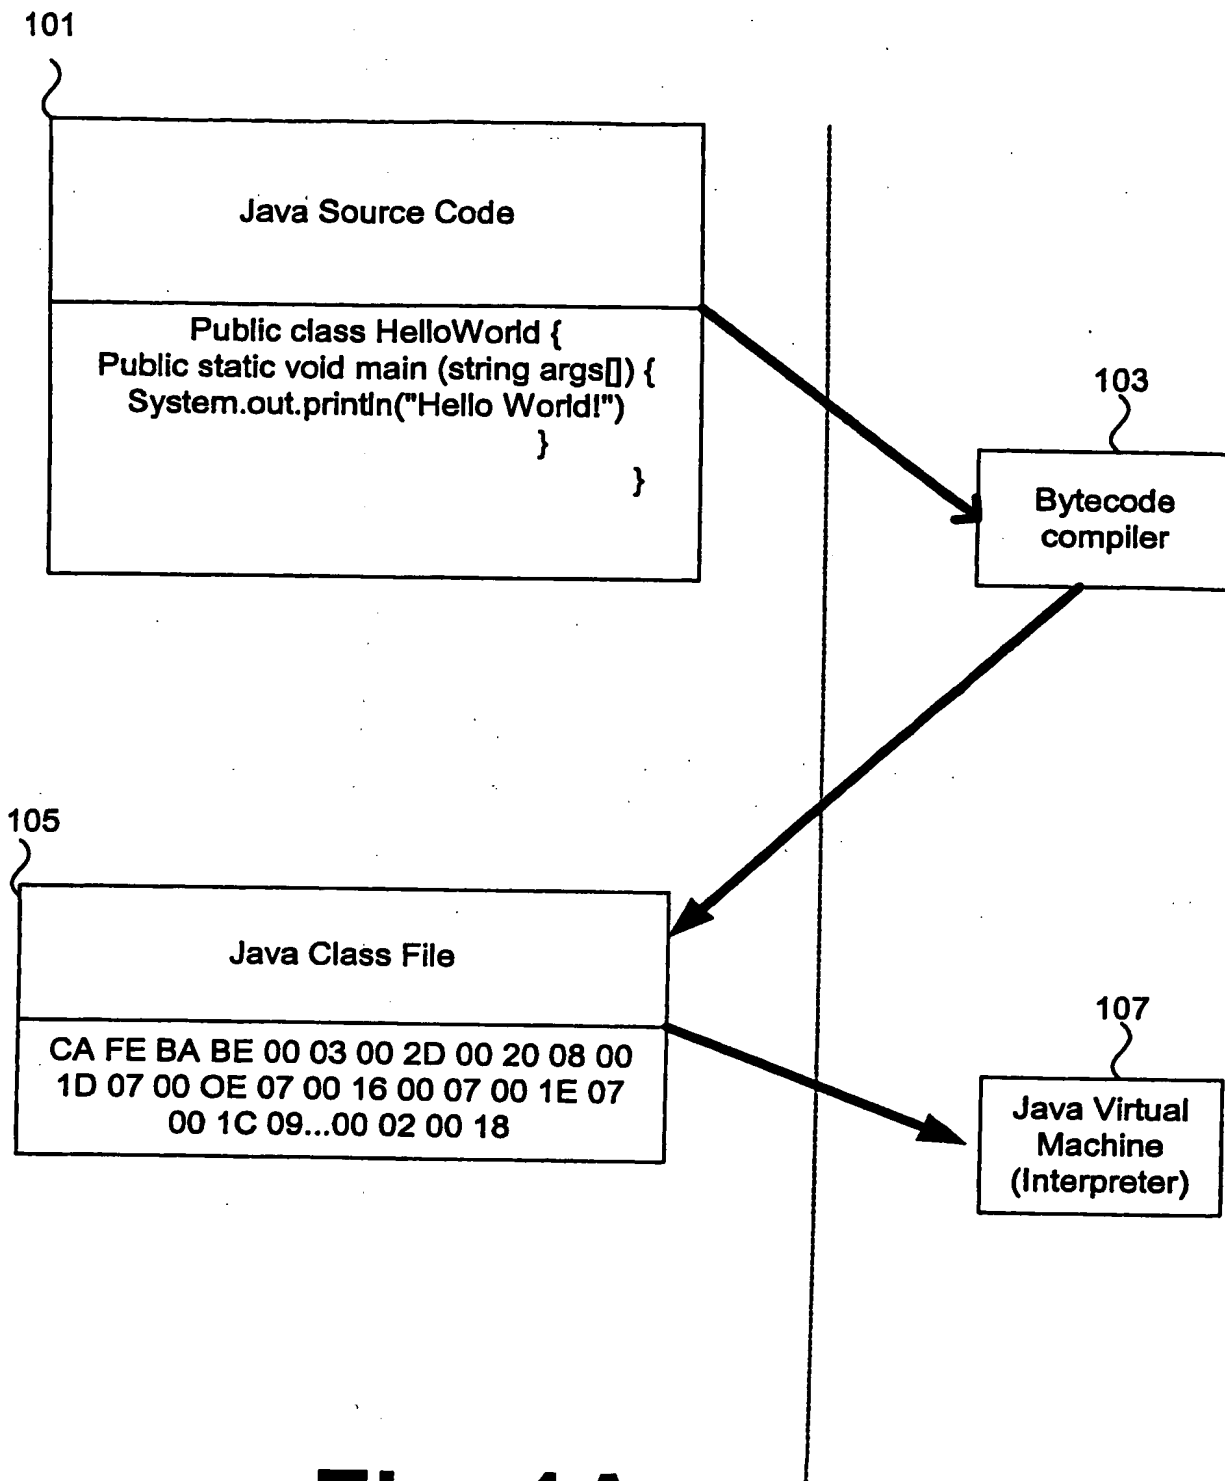 101
Java Source Code
Public class HelloWorld {
Public static void main (string args[]) {
System.out.println("Hello World!")
}
}
103
Bytecode
compiler
105
Java Class File
CA FE BA BE 00 03 00 2D 00 20 08 00
1D 07 00 OE 07 00 16 00 07 00 1E 07
00 1C 09...00 02 00 18
107
Java Virtual
Machine
(Interpreter)